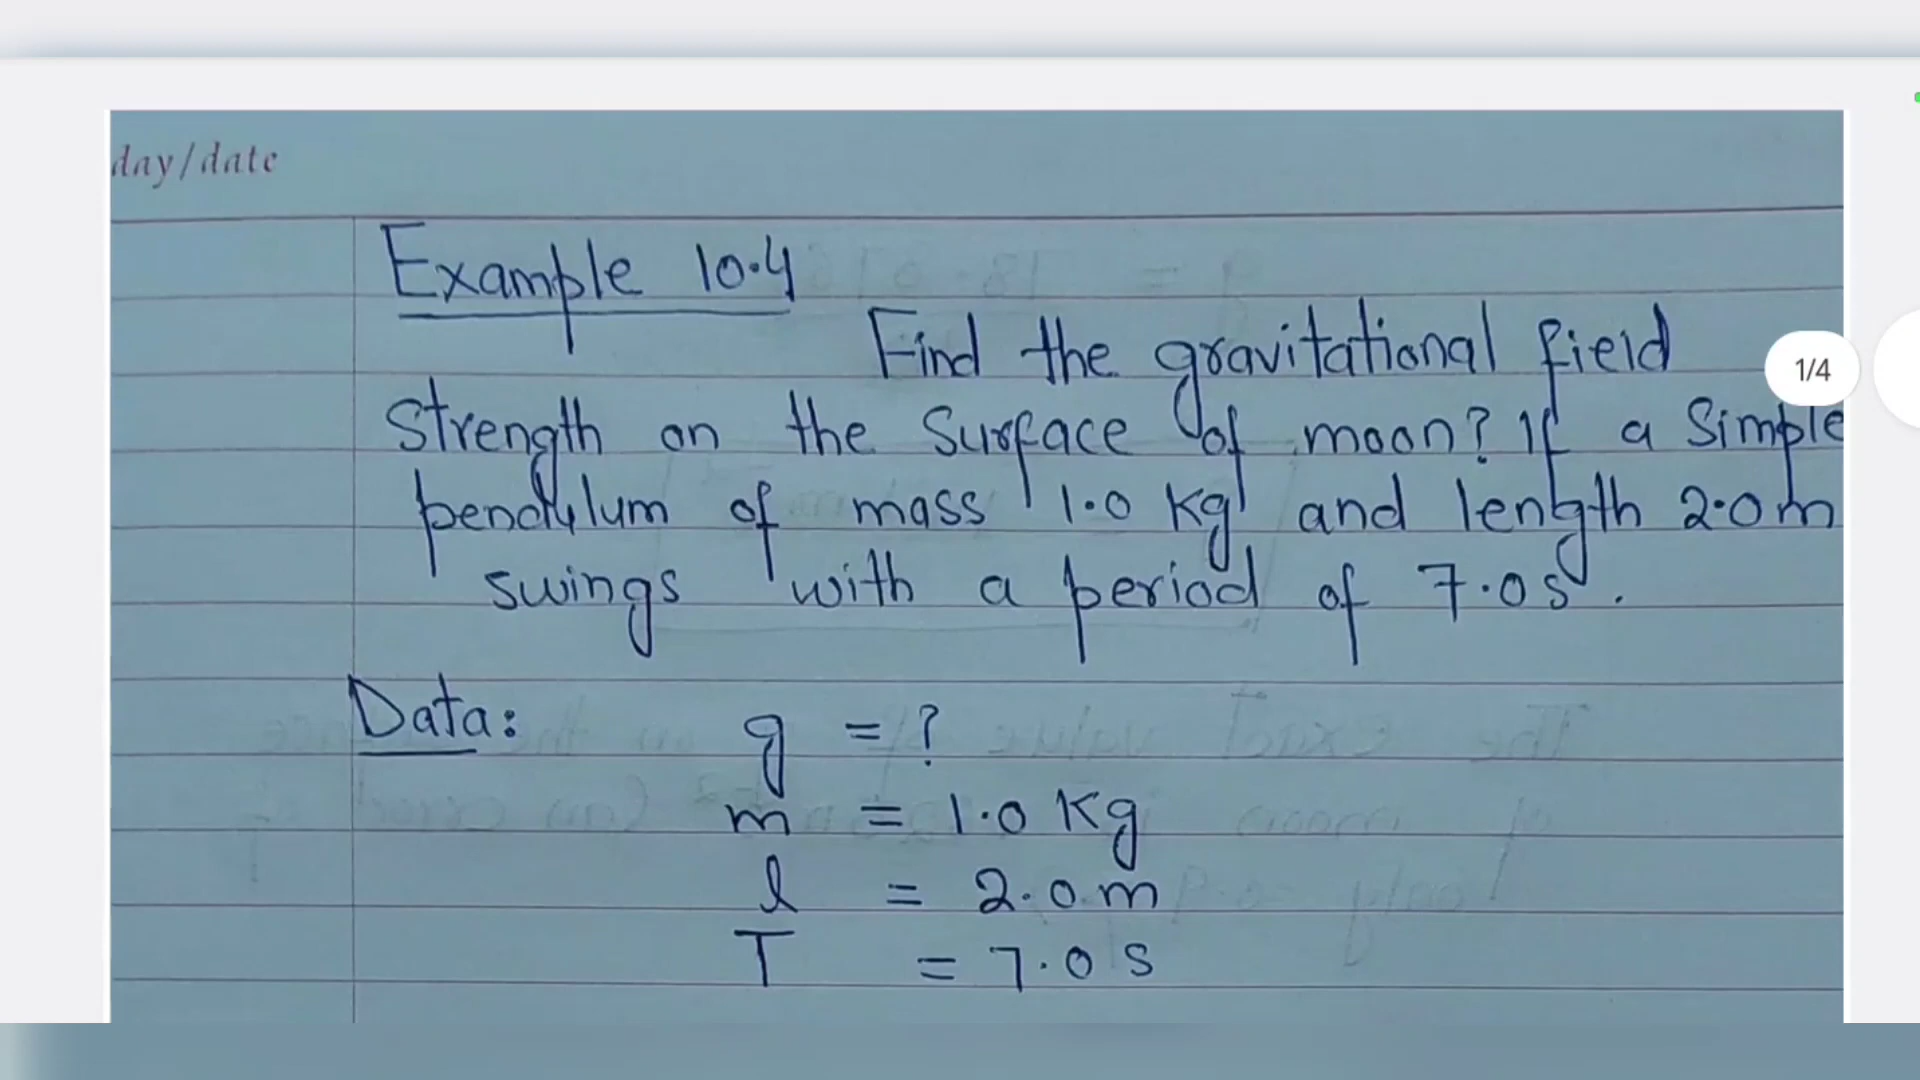 day/date
Example 10.4
Find the gravitational field
Strength on the Surface of moon? If a Simple
pendulum of mass 1.0 Kg and length 2.0 m
swings with a period of 7.0 s.
Data: g = ?
m = 1.0 Kg
l = 2.0 m
T = 7.0 s
1/4